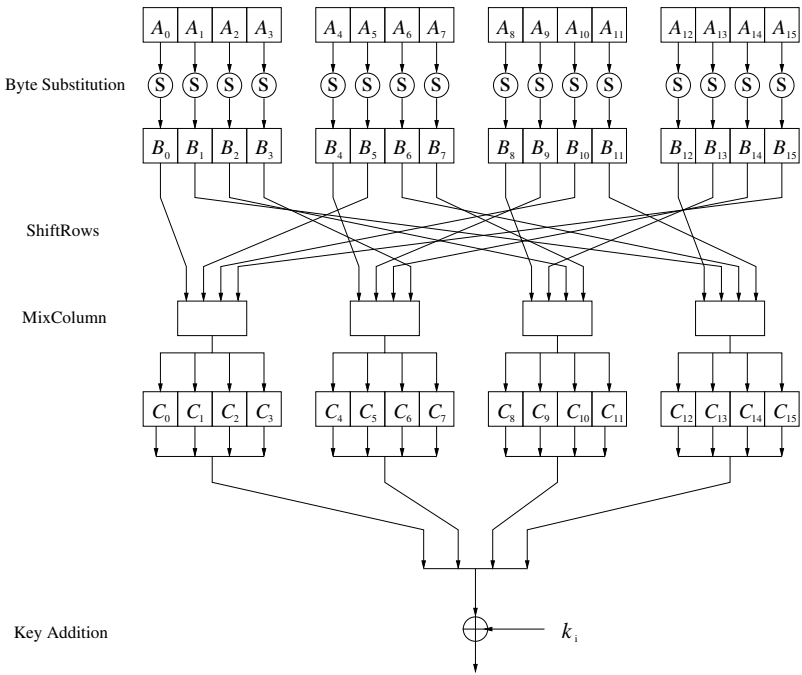 A₀ A₁ A₂ A₃ A₄ A₅ A₆ A₇ A₈ A₉ A₁₀ A₁₁ A₁₂ A₁₃ A₁₄ A₁₅
Byte Substitution S S S S S S S S S S S S S S S S
B₀ B₁ B₂ B₃ B₄ B₅ B₆ B₇ B₈ B₉ B₁₀ B₁₁ B₁₂ B₁₃ B₁₄ B₁₅
ShiftRows
MixColumn
C₀ C₁ C₂ C₃ C₄ C₅ C₆ C₇ C₈ C₉ C₁₀ C₁₁ C₁₂ C₁₃ C₁₄ C₁₅
Key Addition kᵢ